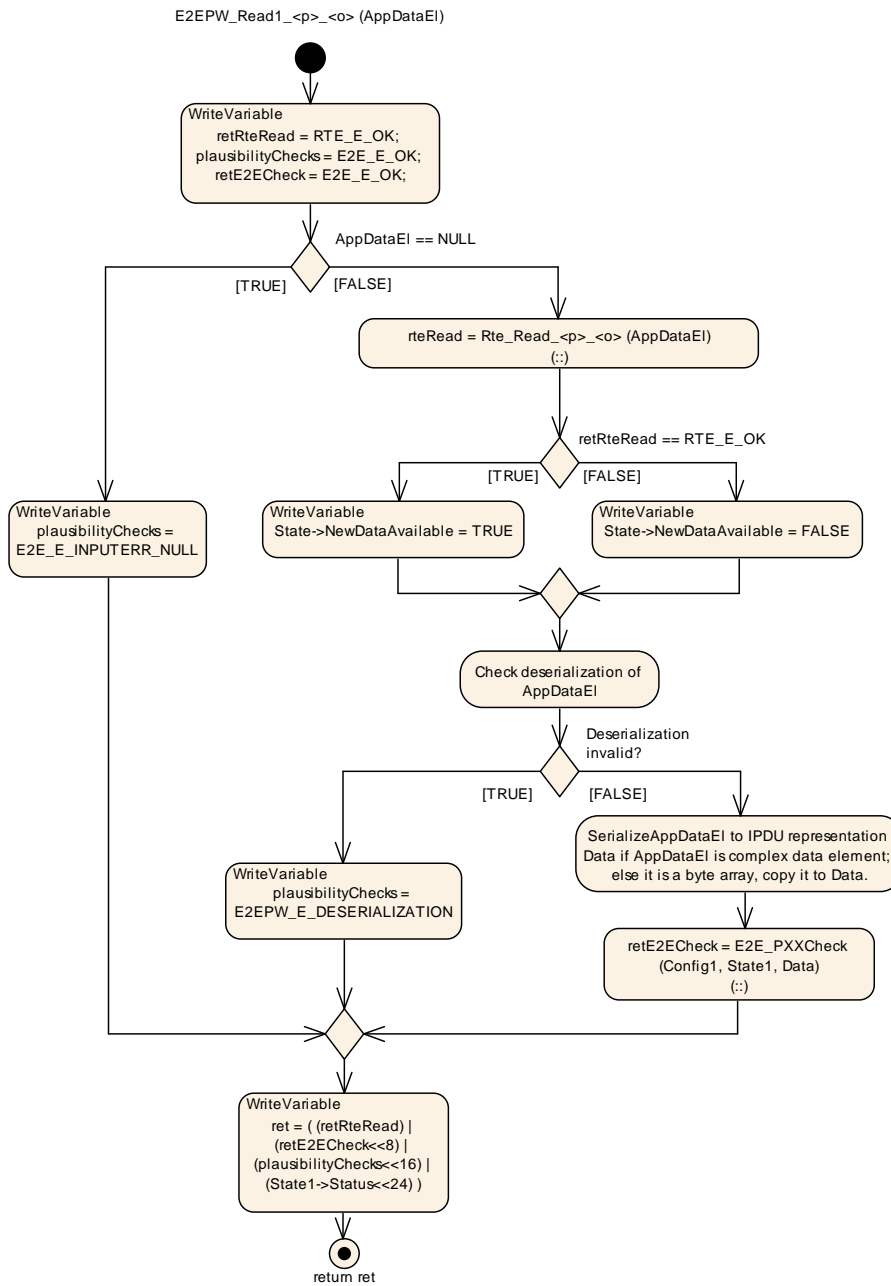 E2EPW_Read1_<p>_<o> (AppDataEl)
WriteVariable
retRteRead = RTE_E_OK;
plausibilityChecks = E2E_E_OK;
retE2ECheck = E2E_E_OK;
AppDataEl == NULL
[TRUE]
[FALSE]
rteRead = Rte_Read_<p>_<o> (AppDataEl)
(::)
retRteRead == RTE_E_OK
[TRUE]
[FALSE]
WriteVariable
plausibilityChecks =
E2E_E_INPUTERR_NULL
WriteVariable
State->NewDataAvailable = TRUE
WriteVariable
State->NewDataAvailable = FALSE
Check deserialization of
AppDataEl
Deserialization
invalid?
[TRUE]
[FALSE]
SerializeAppDataEl to IPDU representation
Data if AppDataEl is complex data element;
else it is a byte array, copy it to Data.
WriteVariable
plausibilityChecks =
E2EPW_E_DESERIALIZATION
retE2ECheck = E2E_PXXCheck
(Config1, State1, Data)
(::)
WriteVariable
ret = ( (retRteRead) |
(retE2ECheck<<8) |
(plausibilityChecks<<16) |
(State1->Status<<24) )
return ret